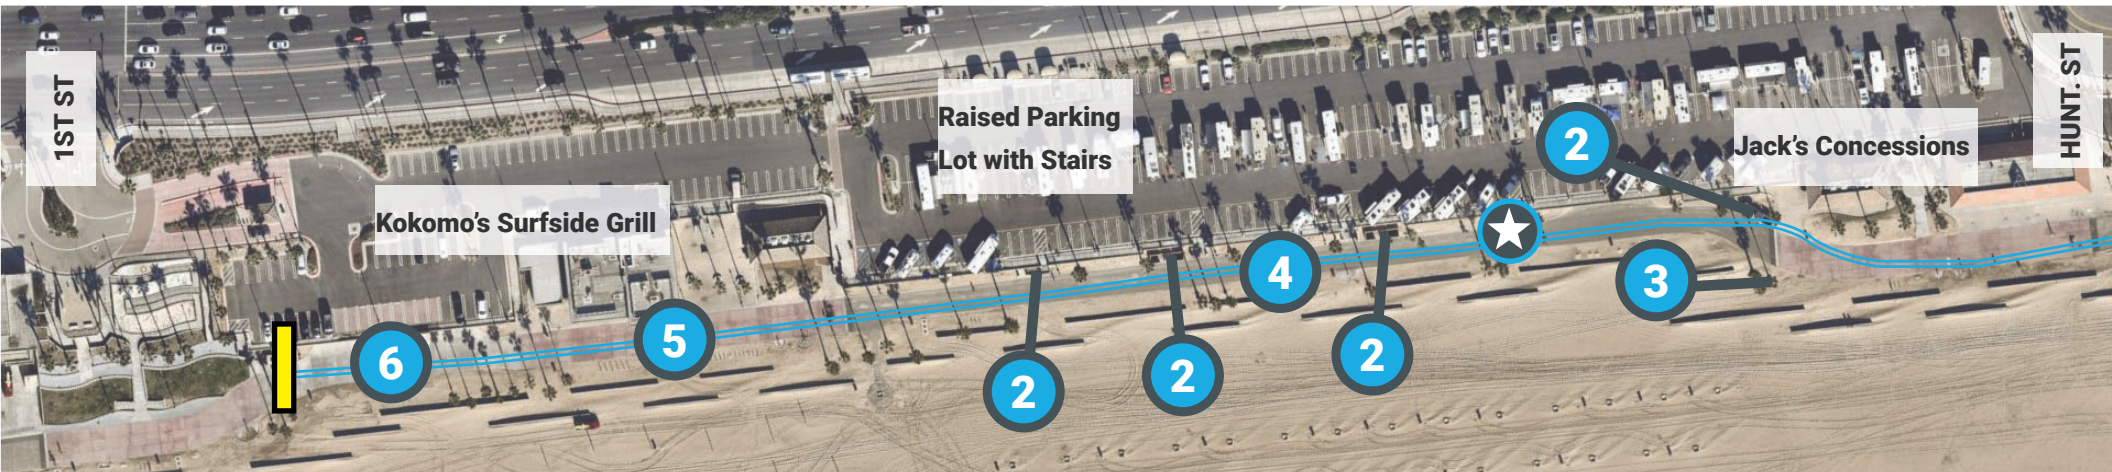 1ST ST
Raised Parking
Lot with Stairs
2
Jack's Concessions
HUNT. ST
Kokomo's Surfside Grill
4
3
6
5
2
2
2